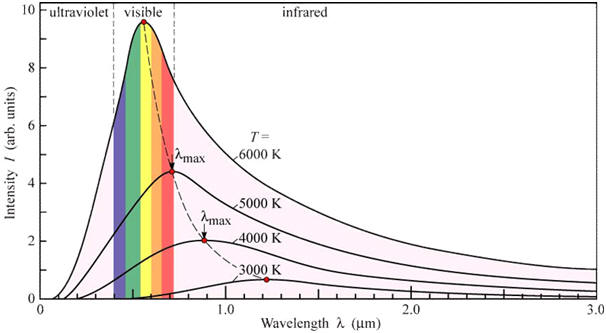 ultraviolet visible infrared
10
8
6
4
2
0
Intensity I (arb. units)
T =
6000 K
λmax
5000 K
λmax
4000 K
3000 K
0 1.0 2.0 3.0
Wavelength λ (μm)